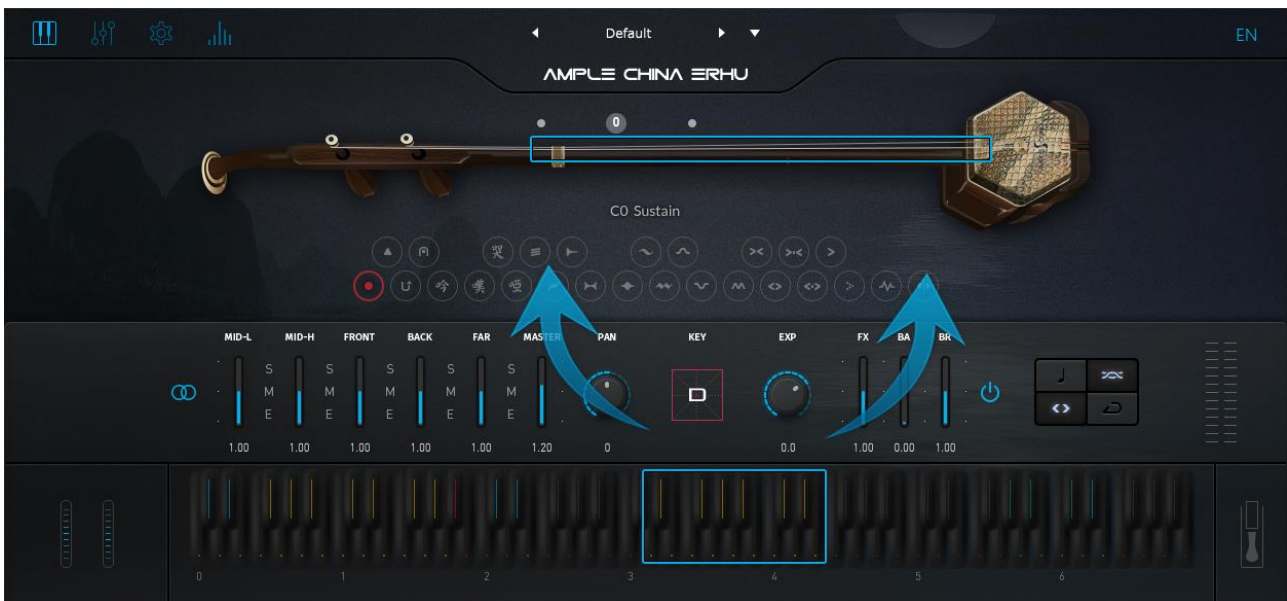 Default
EN
AMPLE CHINA ERHU
0
C0 Sustain
哭
吟
MID-L MID-H FRONT BACK FAR MASTER PAN KEY EXP FX BA BR
S S S S S
M M M M M
D
E E E E E
1.00 1.00 1.00 1.00 1.00 1.20 0 0.0 1.00 0.00 1.00
0 1 2 3 4 5 6